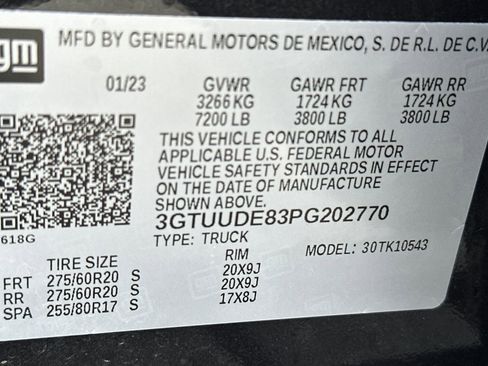 gm
MFD BY GENERAL MOTORS DE MEXICO, S. DE R.L. DE C.V
01/23 GVWR GAWR FRT GAWR RR
3266 KG 1724 KG 1724 KG
7200 LB 3800 LB 3800 LB
THIS VEHICLE CONFORMS TO ALL
APPLICABLE U.S. FEDERAL MOTOR
VEHICLE SAFETY STANDARDS IN EFFECT
ON THE DATE OF MANUFACTURE
SHOWN ABOVE.
3GTUUDE83PG202770
618G
TYPE: TRUCK MODEL: 30TK10543
TIRE SIZE RIM
FRT 275/60R20 S 20X9J
RR 275/60R20 S 20X9J
SPA 255/80R17 S 17X8J